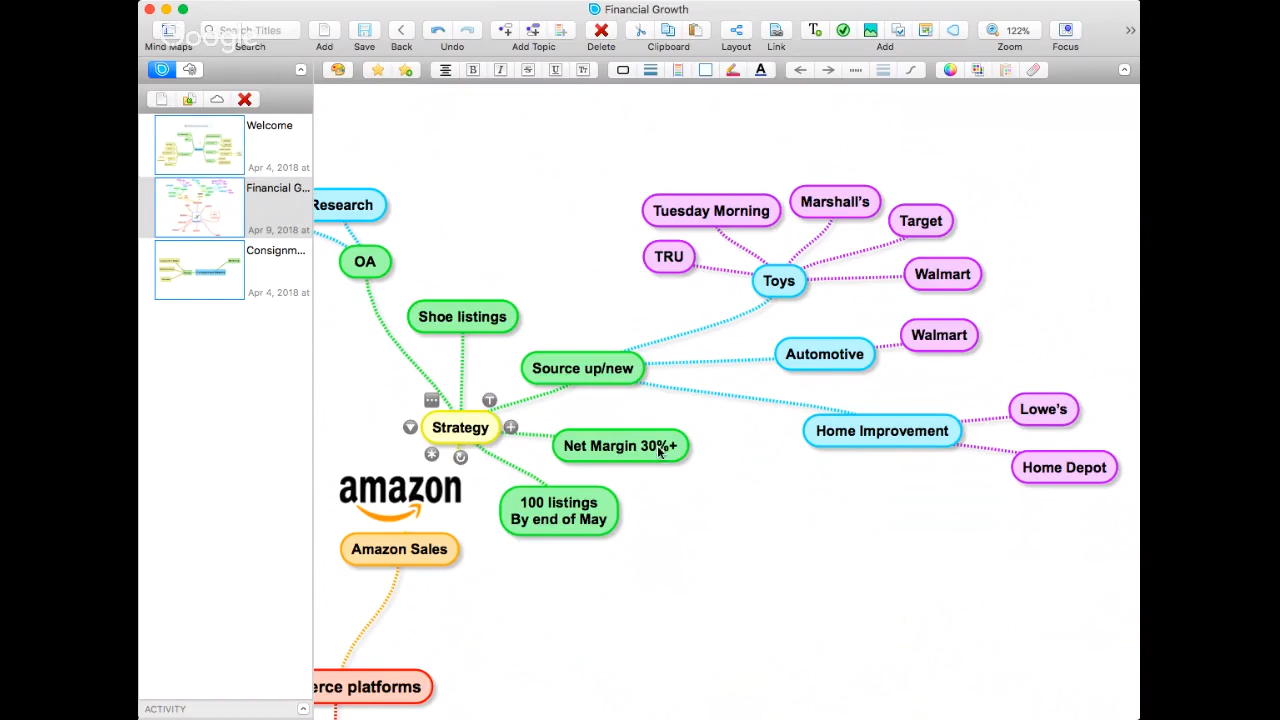 Financial Growth
Search Titles
122%
Mind Maps
Search
Add
Save
Back
Undo
Add Topic
Delete
Clipboard
Layout
Link
Add
Zoom
Focus
Google
Welcome
Apr 4, 2018 at
Financial G...
Apr 9, 2018 at
Consignm...
Apr 4, 2018 at
ACTIVITY
Research
OA
Shoe listings
Source up/new
Strategy
Net Margin 30%+
100 listings
By end of May
amazon
Amazon Sales
erce platforms
Tuesday Morning
Marshall's
Target
TRU
Toys
Walmart
Automotive
Walmart
Home Improvement
Lowe's
Home Depot